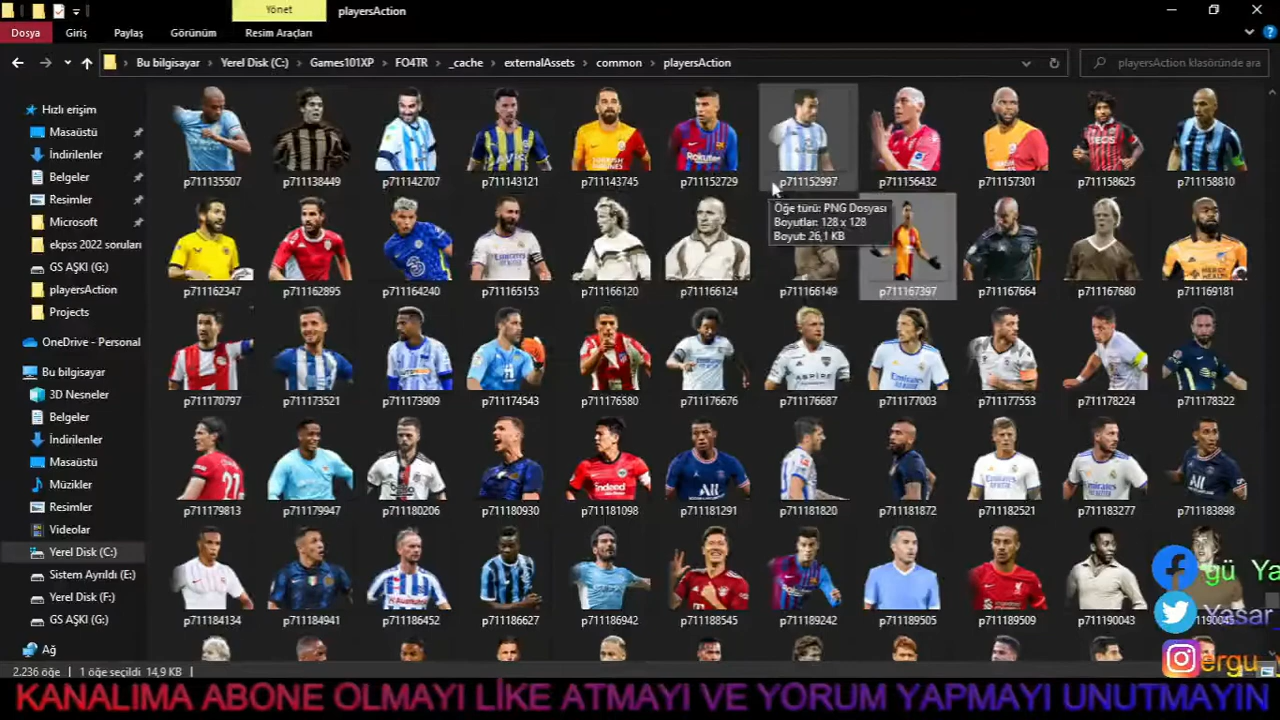 Yönet
playersAction
Dosya
Giriş
Paylaş
Görünüm
Resim Araçları
Bu bilgisayar
Yerel Disk (C:)
Games101XP
FO4TR
_cache
externalAssets
common
playersAction
playersAction klasöründe ara
Hızlı erişim
Masaüstü
İndirilenler
Belgeler
Resimler
Microsoft
ekpss 2022 soruları
GS AŞKI (G:)
playersAction
Projects
OneDrive - Personal
Bu bilgisayar
3D Nesneler
Belgeler
İndirilenler
Masaüstü
Müzikler
Resimler
Videolar
Yerel Disk (C:)
Sistem Ayrıldı (E:)
Yerel Disk (F:)
GS AŞKI (G:)
Ağ
p711135507 p711138449 p711142707 p711143121 p711143745 p711152729 p711152997 p711156432 p711157301 p711158625 p711158810
Öğe türü: PNG Dosyası
Boyutlar: 128 x 128
Boyut: 26,1 KB
p711162347 p711162895 p711164240 p711165153 p711166120 p711166124 p711166149 p711167397 p711167664 p711167680 p711169181
p711170797 p711173521 p711173909 p711174543 p711176580 p711176676 p711176687 p711177003 p711177553 p711178224 p711178322
p711179813 p711179947 p711180206 p711180930 p711181098 p711181291 p711181820 p711181872 p711182521 p711183277 p711183898
p711184134 p711184941 p711186452 p711186627 p711186942 p711188545 p711189242 p711189505 p711189509 p711190043
gü Ya
Yasar_
ergu_y
2.236 öğe
1 öğe seçildi 14,9 KB
KANALIMA ABONE OLMAYI LIKE ATMAYI VE YORUM YAPMAYI UNUTMAYIN